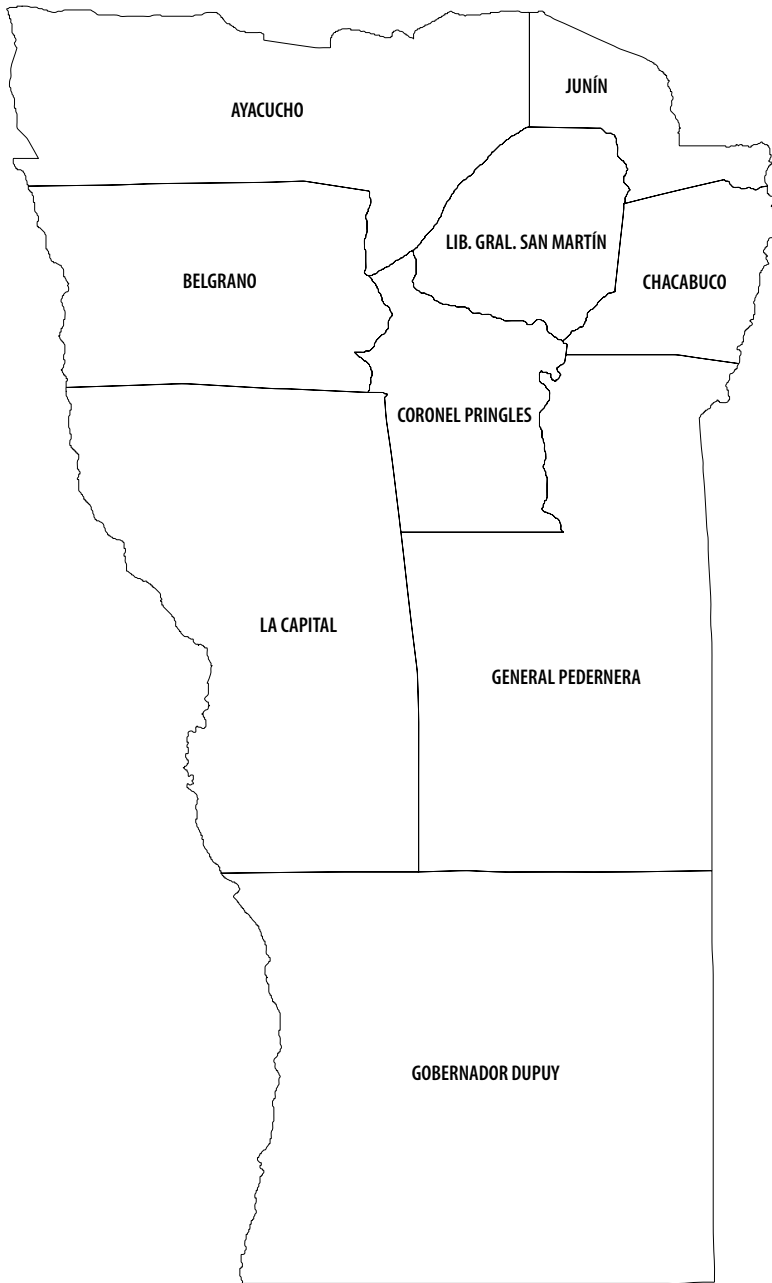 JUNÍN
AYACUCHO
LIB. GRAL. SAN MARTÍN
BELGRANO
CHACABUCO
CORONEL PRINGLES
LA CAPITAL
GENERAL PEDERNERA
GOBERNADOR DUPUY